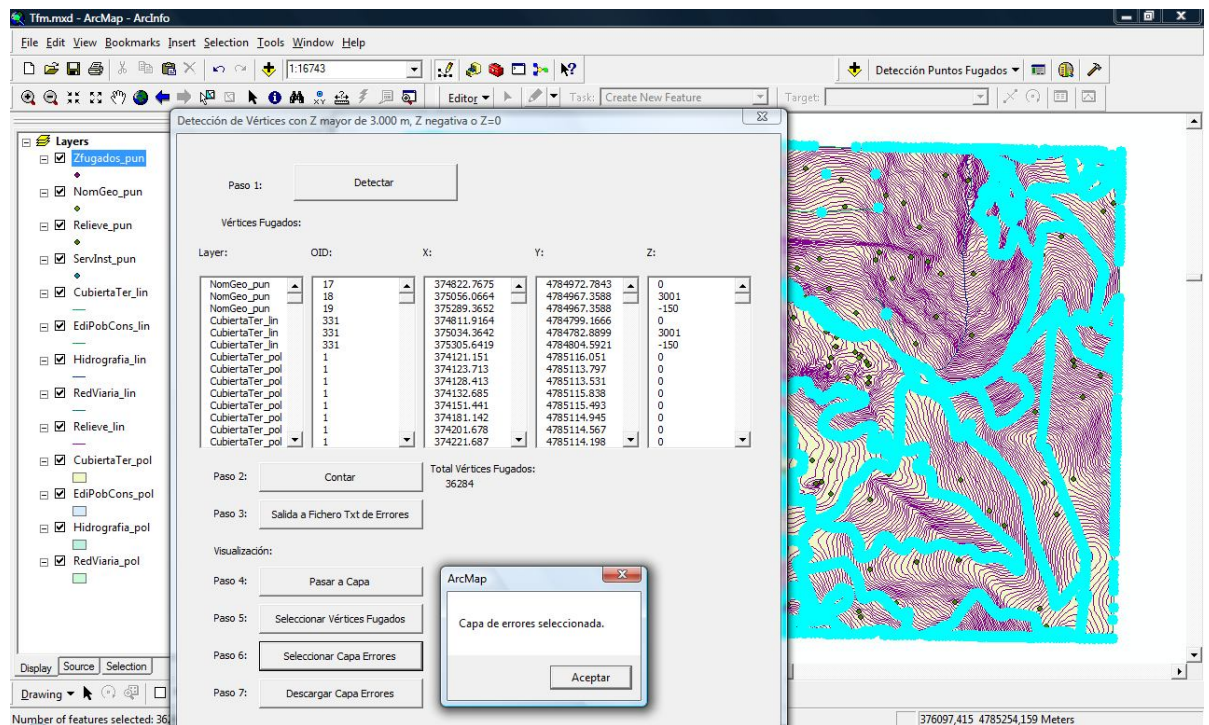 Tfm.mxd - ArcMap - ArcInfo
File Edit View Bookmarks Insert Selection Tools Window Help
1:16743
Detección Puntos Fugados
Editor
Task: Create New Feature
Target:
Detección de Vértices con Z mayor de 3.000 m, Z negativa o Z=0
Layers
Zfugados_pun
NomGeo_pun
Relieve_pun
ServInst_pun
CubiertaTer_lin
EdiPobCons_lin
Hidrografia_lin
RedViaria_lin
Relieve_lin
CubiertaTer_pol
EdiPobCons_pol
Hidrografia_pol
RedViaria_pol
Display Source Selection
Drawing
Number of features selected: 36
Paso 1: Detectar
Vértices Fugados:
Layer: OID: X: Y: Z:
NomGeo_pun 17 374822.7675 4784972.7843 0
NomGeo_pun 18 375056.0664 4784967.3588 3001
NomGeo_pun 19 375289.3652 4784967.3588 -150
CubiertaTer_lin 331 374811.9164 4784799.1666 0
CubiertaTer_lin 331 375034.3642 4784782.8899 3001
CubiertaTer_lin 331 375305.6419 4784804.5921 -150
CubiertaTer_pol 1 374121.151 4785116.051 0
CubiertaTer_pol 1 374123.713 4785113.797 0
CubiertaTer_pol 1 374128.413 4785113.531 0
CubiertaTer_pol 1 374132.685 4785115.838 0
CubiertaTer_pol 1 374151.441 4785115.493 0
CubiertaTer_pol 1 374181.142 4785114.945 0
CubiertaTer_pol 1 374201.678 4785114.567 0
CubiertaTer_pol 1 374221.687 4785114.198 0
Paso 2: Contar
Total Vértices Fugados:
36284
Paso 3: Salida a Fichero Txt de Errores
Visualización:
Paso 4: Pasar a Capa
Paso 5: Seleccionar Vértices Fugados
Paso 6: Seleccionar Capa Errores
Paso 7: Descargar Capa Errores
ArcMap
Capa de errores seleccionada.
Aceptar
376097,415 4785254,159 Meters